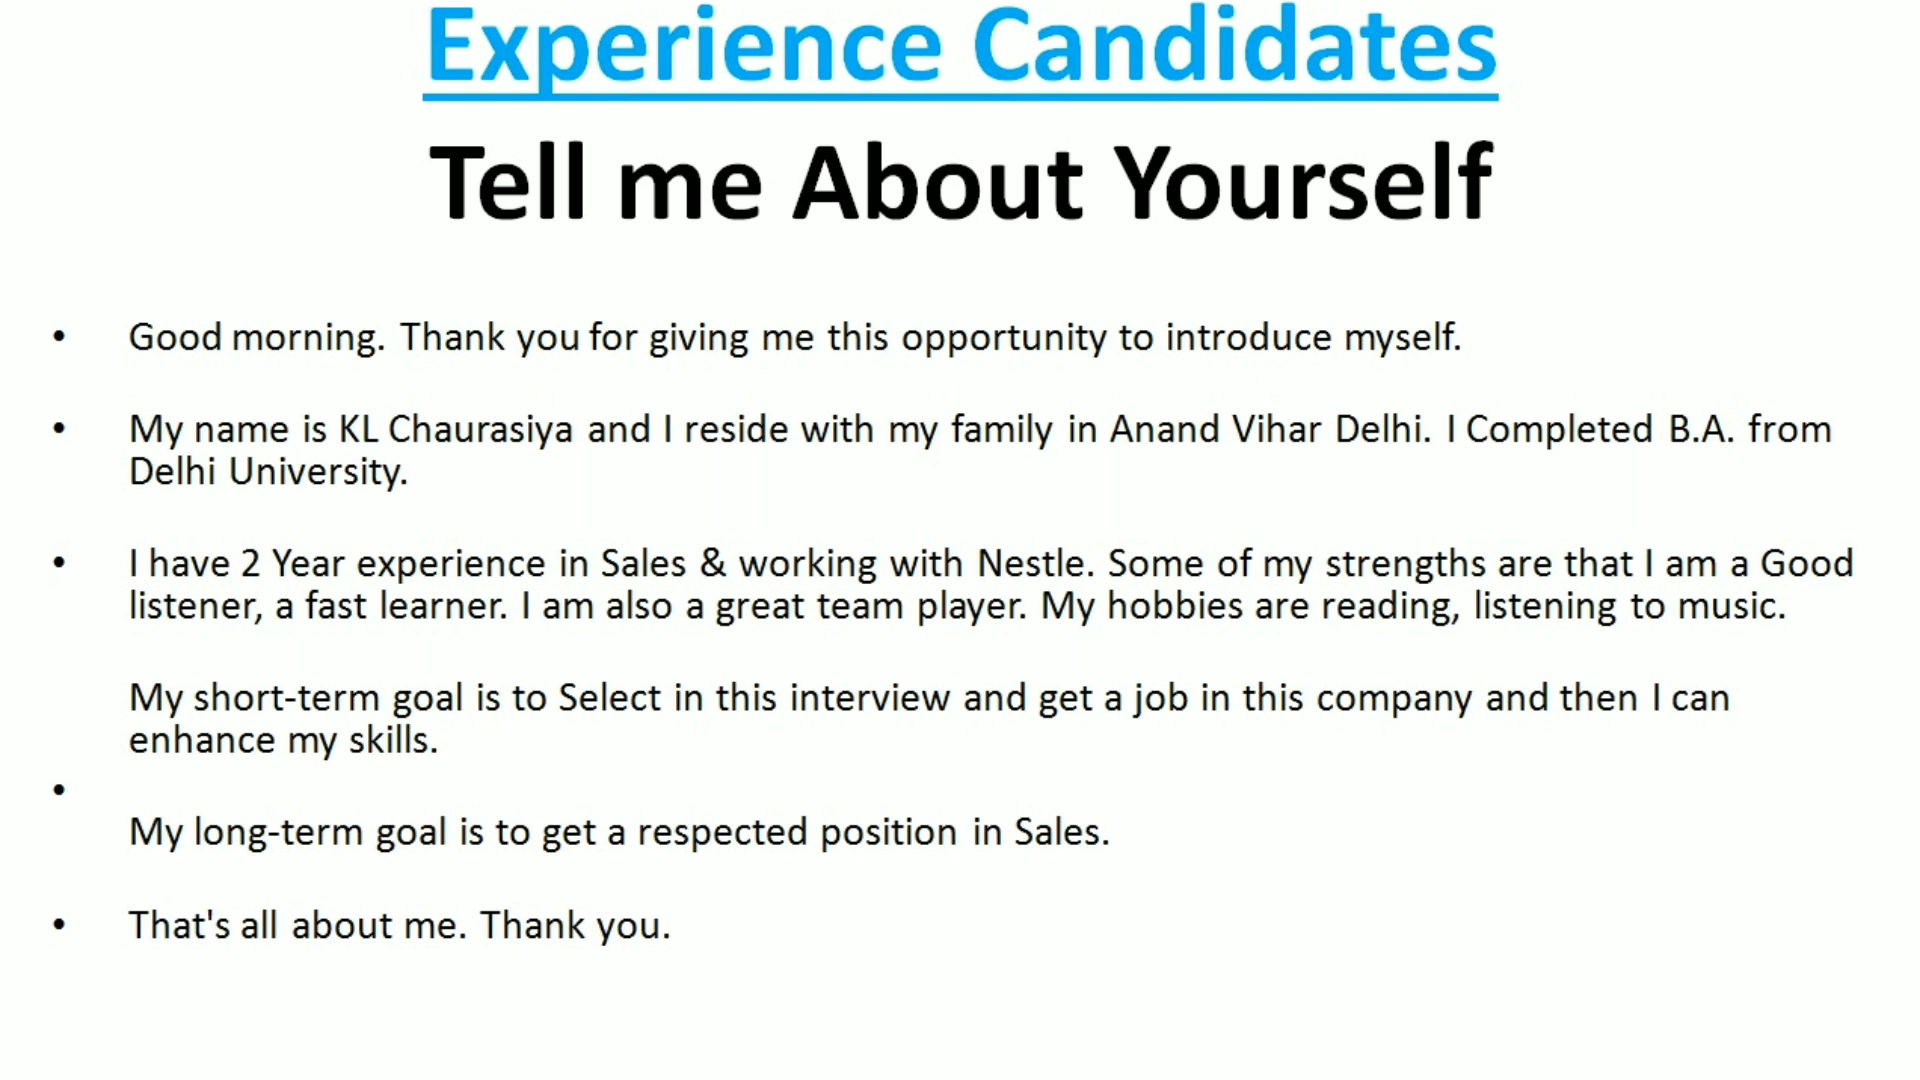 Experience Candidates
Tell me About Yourself
• Good morning. Thank you for giving me this opportunity to introduce myself.
• My name is KL Chaurasiya and I reside with my family in Anand Vihar Delhi. I Completed B.A. from
Delhi University.
• I have 2 Year experience in Sales & working with Nestle. Some of my strengths are that I am a Good
listener, a fast learner. I am also a great team player. My hobbies are reading, listening to music.
My short-term goal is to Select in this interview and get a job in this company and then I can
enhance my skills.
•
My long-term goal is to get a respected position in Sales.
• That's all about me. Thank you.